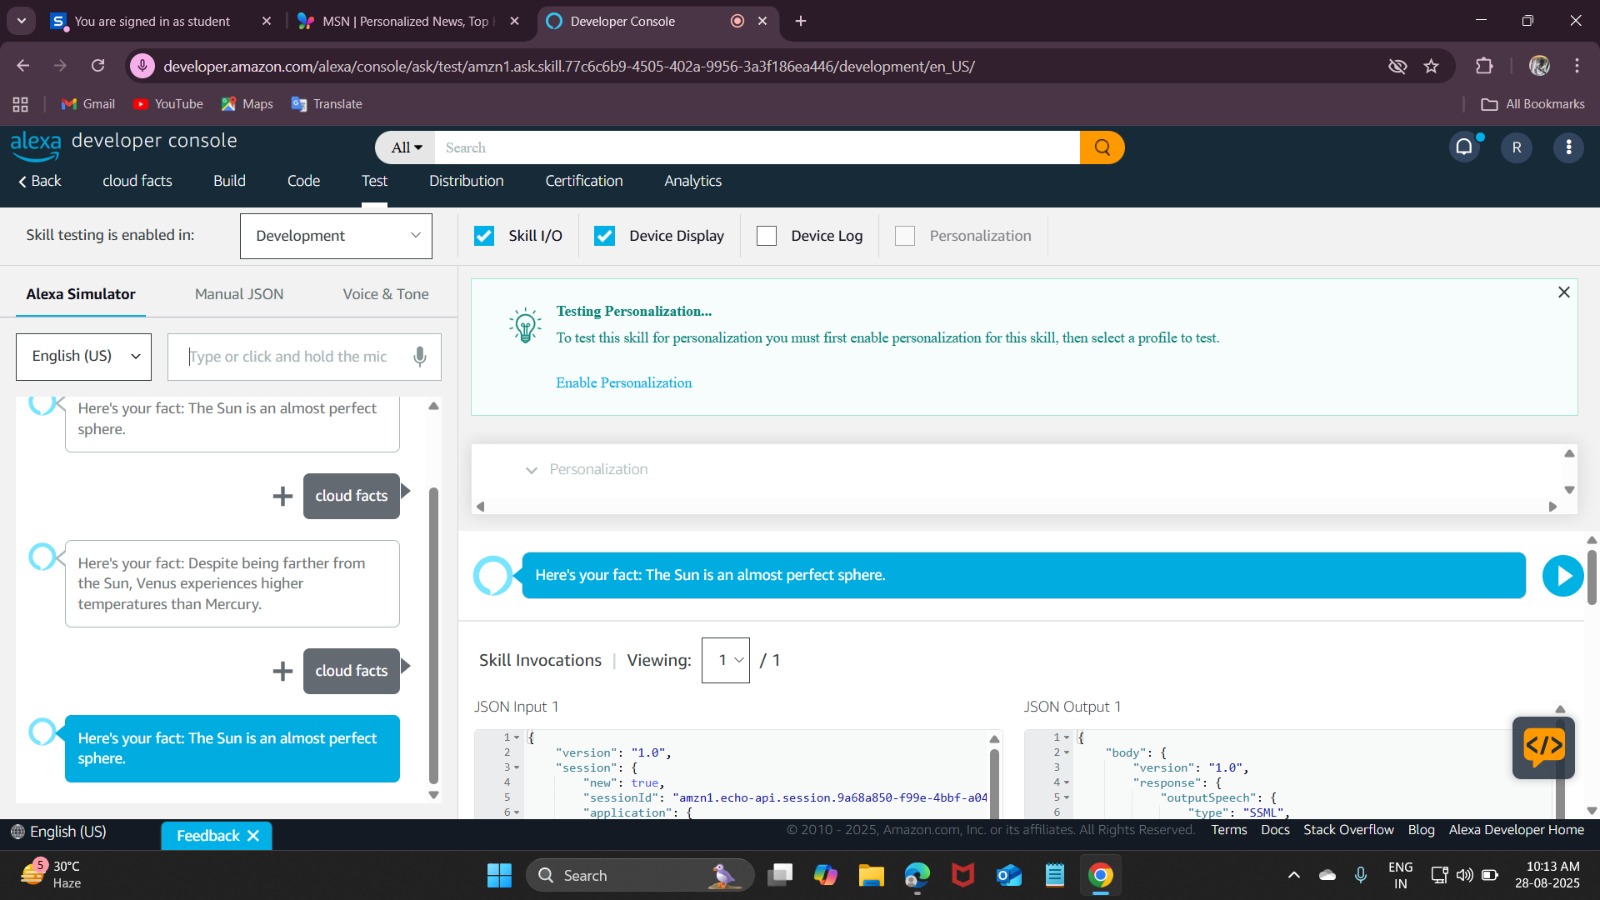 You are signed in as student
MSN | Personalized News, Top
Developer Console
developer.amazon.com/alexa/console/ask/test/amzn1.ask.skill.77c6c6b9-4505-402a-9956-3a3f186ea446/development/en_US/
Gmail
YouTube
Maps
Translate
All Bookmarks
alexa developer console
All
Search
R
Back
cloud facts
Build
Code
Test
Distribution
Certification
Analytics
Skill testing is enabled in:
Development
Skill I/O
Device Display
Device Log
Personalization
Alexa Simulator
Manual JSON
Voice & Tone
English (US)
Type or click and hold the mic
Here's your fact: The Sun is an almost perfect
sphere.
cloud facts
Here's your fact: Despite being farther from
the Sun, Venus experiences higher
temperatures than Mercury.
cloud facts
Here's your fact: The Sun is an almost perfect
sphere.
Testing Personalization...
To test this skill for personalization you must first enable personalization for this skill, then select a profile to test.
Enable Personalization
Personalization
Here's your fact: The Sun is an almost perfect sphere.
Skill Invocations | Viewing: 1 / 1
JSON Input 1
1 {
2 "version": "1.0",
3 "session": {
4 "new": true,
5 "sessionId": "amzn1.echo-api.session.9a68a850-f99e-4bbf-a04
6 "application": {
JSON Output 1
1 {
2 "body": {
3 "version": "1.0",
4 "response": {
5 "outputSpeech": {
6 "type": "SSML",
English (US)
Feedback X
© 2010 - 2025, Amazon.com, Inc. or its affiliates. All Rights Reserved.
Terms
Docs
Stack Overflow
Blog
Alexa Developer Home
5
30°C
Haze
Search
ENG
IN
10:13 AM
28-08-2025